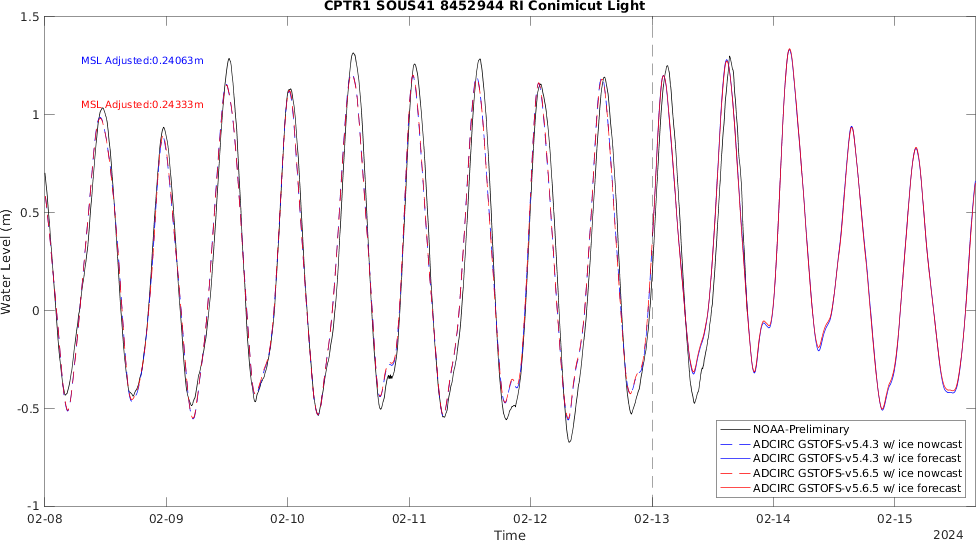 CPTR1 SOUS41 8452944 RI Conimicut Light
1.5
1
0.5
0
-0.5
-1
Water Level (m)
MSL Adjusted:0.24063m
MSL Adjusted:0.24333m
NOAA-Preliminary
ADCIRC GSTOFS-v5.4.3 w/ ice nowcast
ADCIRC GSTOFS-v5.4.3 w/ ice forecast
ADCIRC GSTOFS-v5.6.5 w/ ice nowcast
ADCIRC GSTOFS-v5.6.5 w/ ice forecast
02-08 02-09 02-10 02-11 02-12 02-13 02-14 02-15
Time
2024